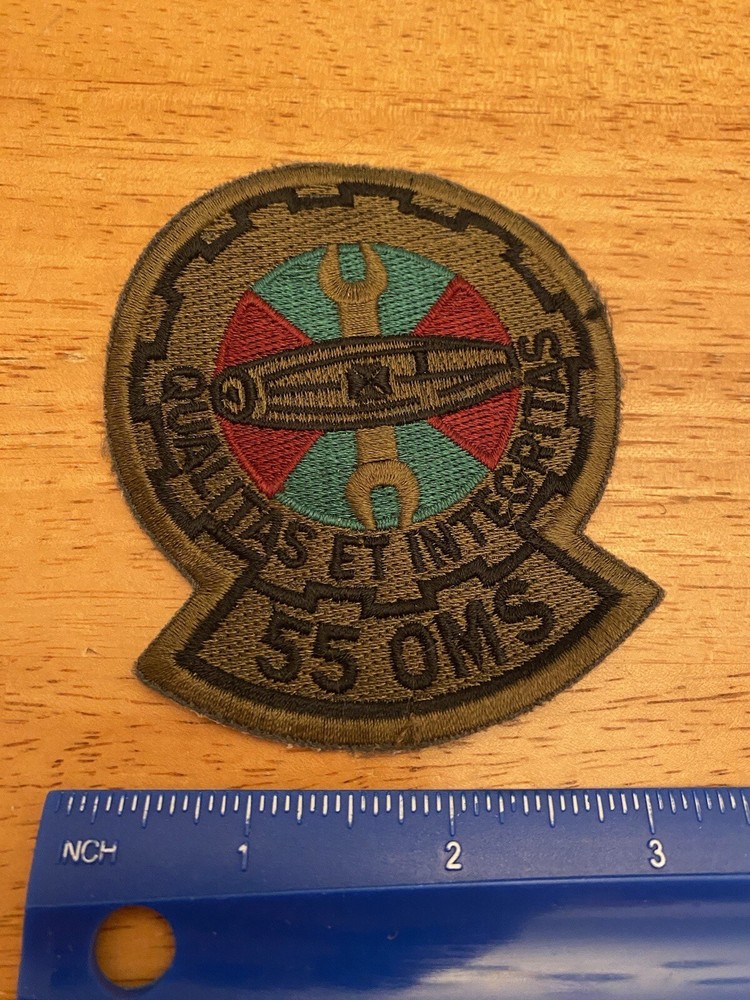 QUALITAS ET INTEGRITAS
55 OMS
NCH 1 2 3